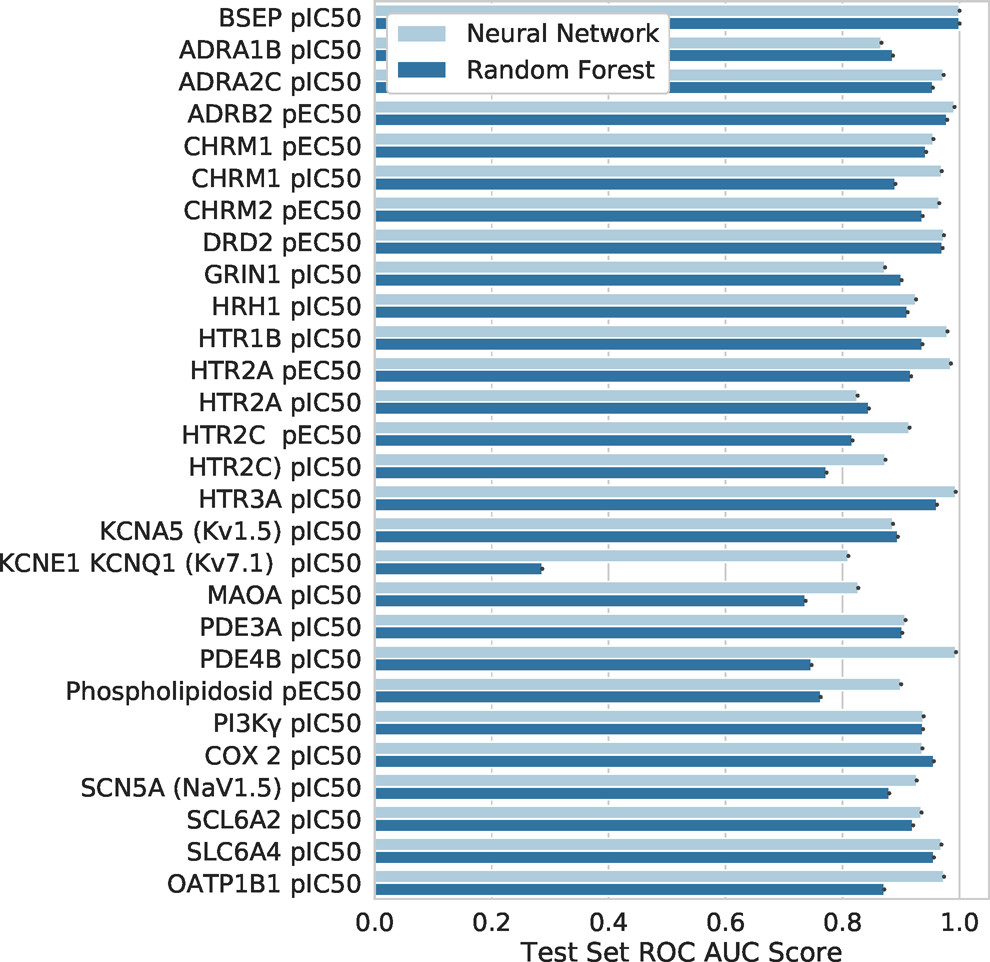 BSEP pIC50
Neural Network
ADRA1B pIC50
Random Forest
ADRA2C pIC50
ADRB2 pEC50
CHRM1 pEC50
CHRM1 pIC50
CHRM2 pEC50
DRD2 pEC50
GRIN1 pIC50
HRH1 pIC50
HTR1B pIC50
HTR2A pEC50
HTR2A pIC50
HTR2C  pEC50
HTR2C) pIC50
HTR3A pIC50
KCNA5 (Kv1.5) pIC50
KCNE1 KCNQ1 (Kv7.1)  pIC50
MAOA pIC50
PDE3A pIC50
PDE4B pIC50
Phospholipidosid pEC50
PI3Kγ pIC50
COX 2 pIC50
SCN5A (NaV1.5) pIC50
SCL6A2 pIC50
SLC6A4 pIC50
OATP1B1 pIC50
0.0 0.2 0.4 0.6 0.8 1.0
Test Set ROC AUC Score